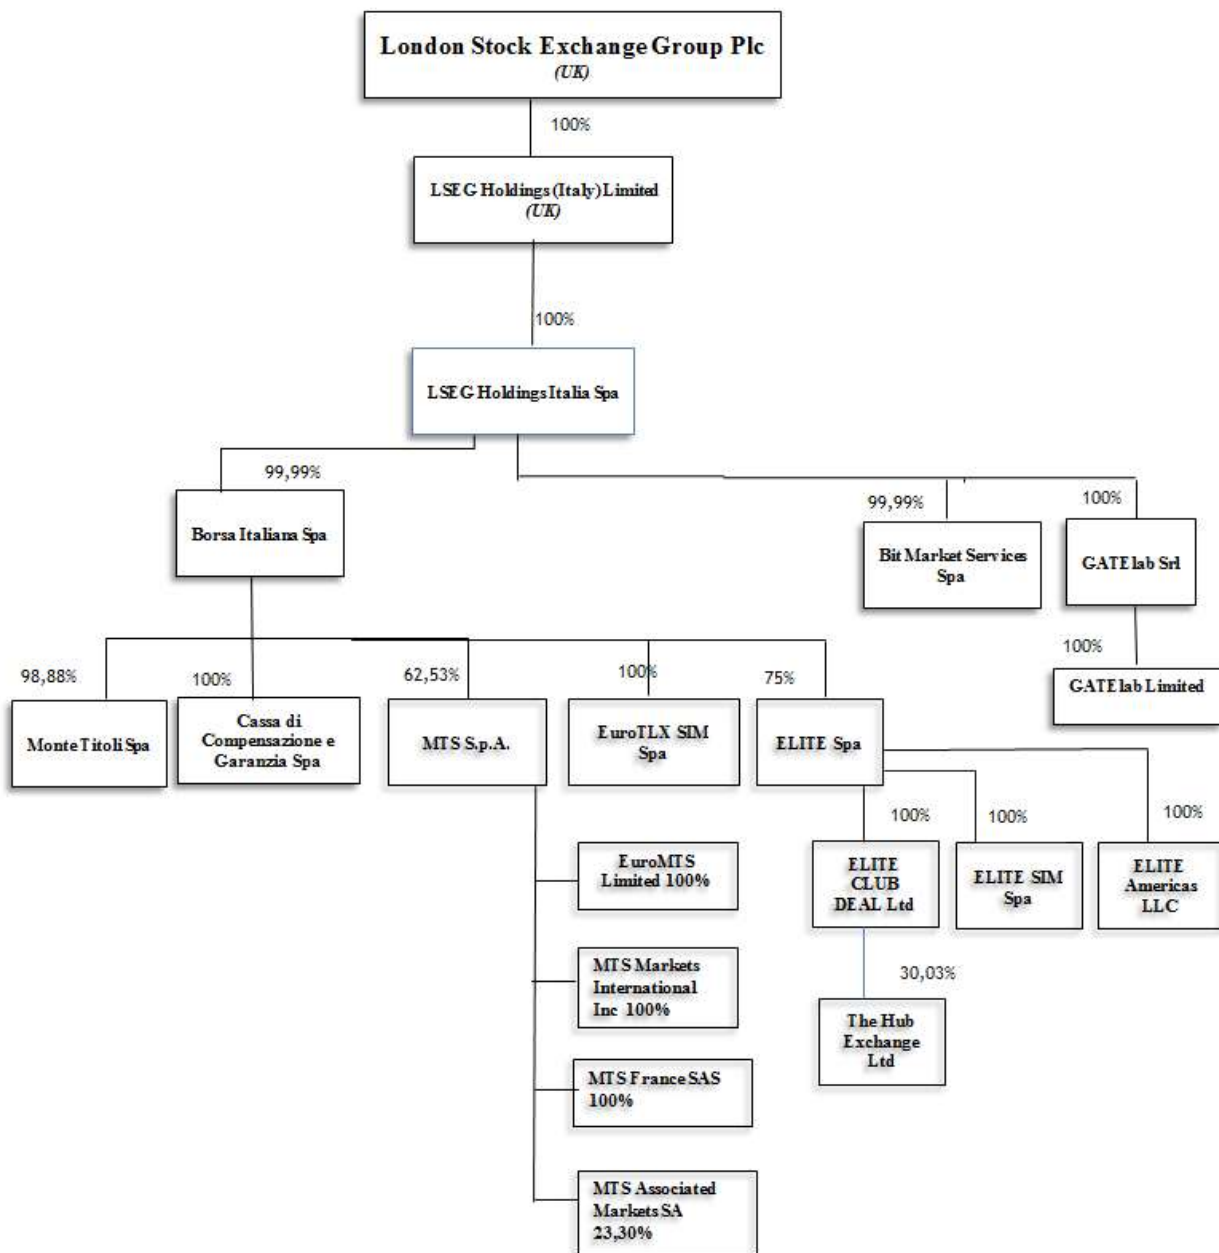 London Stock Exchange Group Plc
(UK)
100%
LSEG Holdings (Italy) Limited
(UK)
100%
LSEG Holdings Italia Spa
99,99%
Borsa Italiana Spa
99,99%
Bit Market Services
Spa
100%
GATElab Srl
100%
GATElab Limited
98,88%
Monte Titoli Spa
100%
Cassa di
Compensazione e
Garanzia Spa
62,53%
MTS S.p.A.
100%
EuroTLX SIM
Spa
75%
ELITE Spa
EuroMTS
Limited 100%
MTS Markets
International
Inc 100%
MTS France SAS
100%
MTS Associated
Markets SA
23,30%
100%
ELITE
CLUB
DEAL Ltd
100%
ELITE SIM
Spa
100%
ELITE
Americas
LLC
30,03%
The Hub
Exchange
Ltd